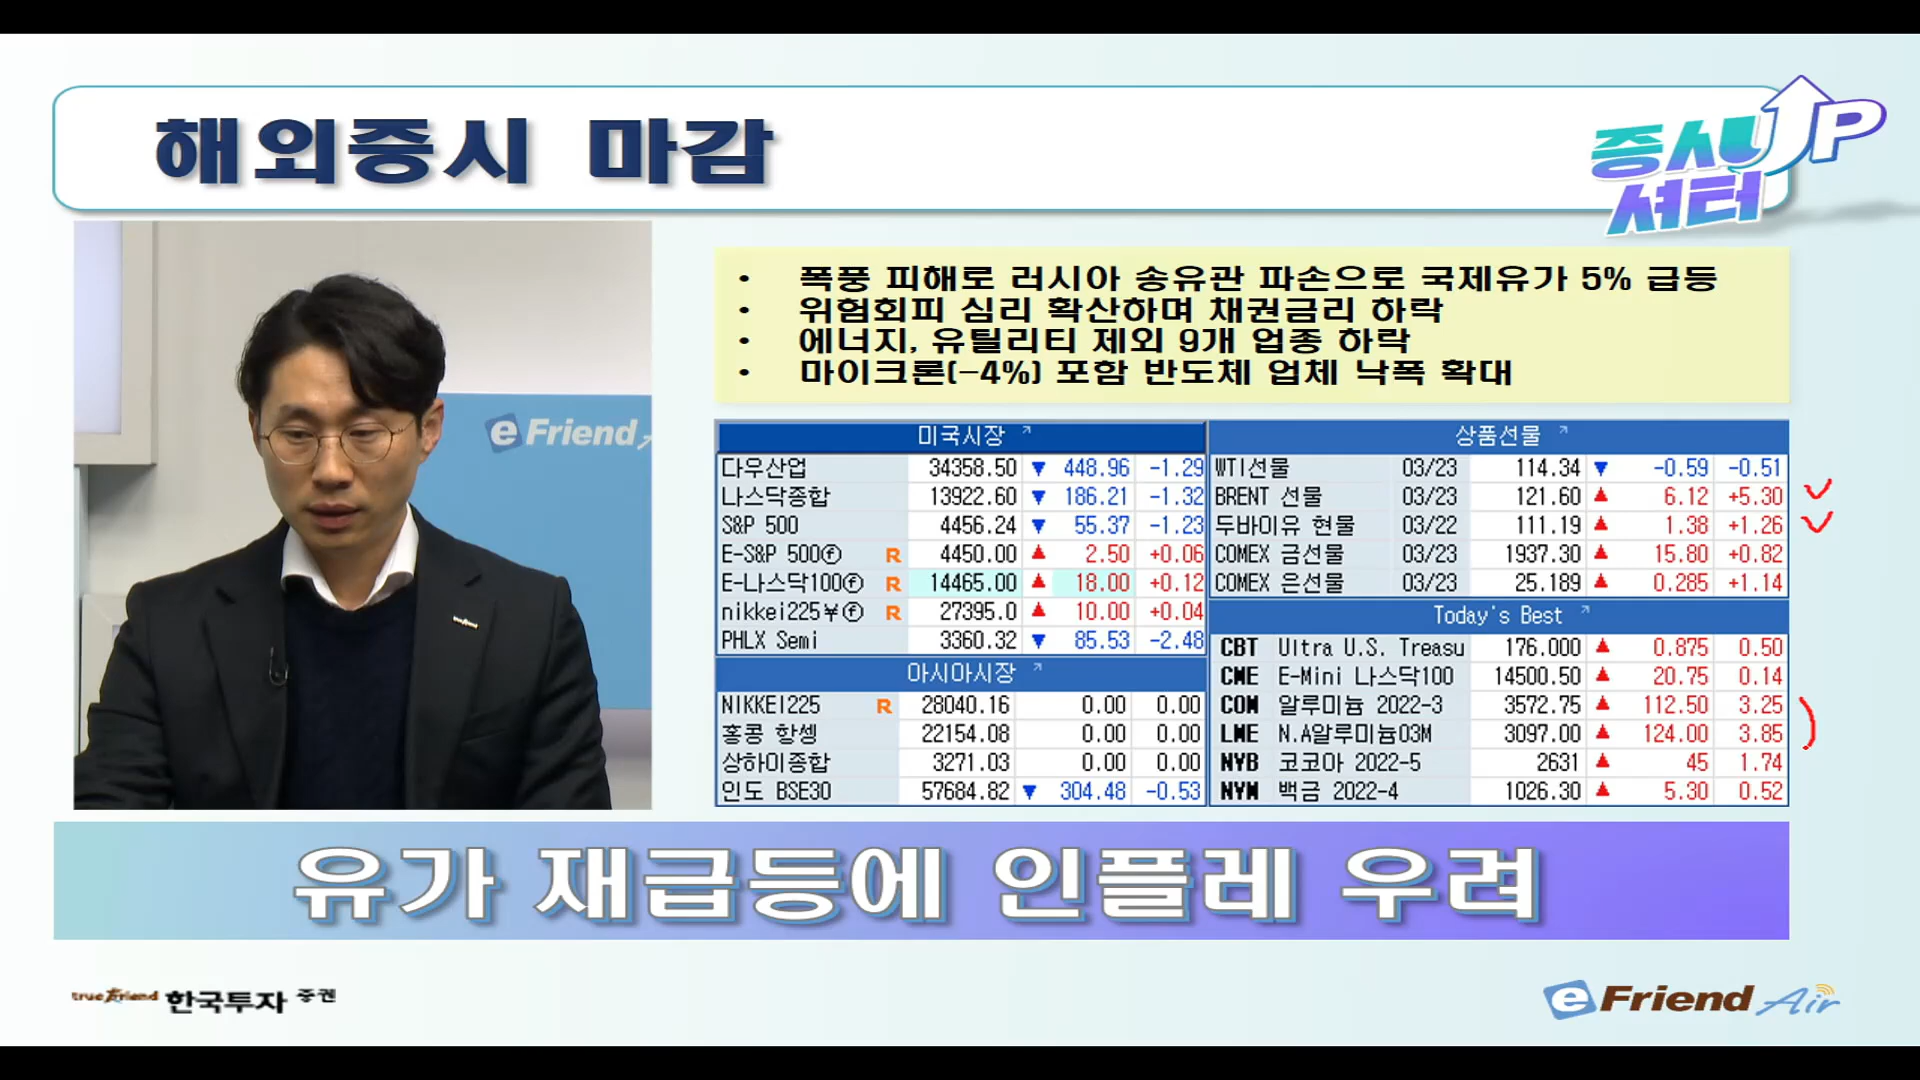 해외증시 마감
증시 UP
셔터
• 폭풍 피해로 러시아 송유관 파손으로 국제유가 5% 급등
• 위협회피 심리 확산하며 채권금리 하락
• 에너지, 유틸리티 제외 9개 업종 하락
• 마이크론(-4%) 포함 반도체 업체 낙폭 확대
eFriend
미국시장
다우산업 34358.50 ▼ 448.96 -1.29
나스닥종합 13922.60 ▼ 186.21 -1.32
S&P 500 4456.24 ▼ 55.37 -1.23
E-S&P 500ⓕ R 4450.00 ▲ 2.50 +0.06
E-나스닥100ⓕ R 14465.00 ▲ 18.00 +0.12
nikkei225¥ⓕ R 27395.0 ▲ 10.00 +0.04
PHLX Semi 3360.32 ▼ 85.53 -2.48
아시아시장
NIKKEI225 R 28040.16 0.00 0.00
홍콩 항셍 22154.08 0.00 0.00
상하이종합 3271.03 0.00 0.00
인도 BSE30 57684.82 ▼ 304.48 -0.53
상품선물
WTI선물 03/23 114.34 ▼ -0.59 -0.51
BRENT 선물 03/23 121.60 ▲ 6.12 +5.30
두바이유 현물 03/22 111.19 ▲ 1.38 +1.26
COMEX 금선물 03/23 1937.30 ▲ 15.80 +0.82
COMEX 은선물 03/23 25.189 ▲ 0.285 +1.14
Today's Best
CBT Ultra U.S. Treasu 176.000 ▲ 0.875 0.50
CME E-Mini 나스닥100 14500.50 ▲ 20.75 0.14
COM 알루미늄 2022-3 3572.75 ▲ 112.50 3.25
LME N.A알루미늄03M 3097.00 ▲ 124.00 3.85
NYB 코코아 2022-5 2631 ▲ 45 1.74
NYM 백금 2022-4 1026.30 ▲ 5.30 0.52
유가 재급등에 인플레 우려
true friend 한국투자 증권
eFriend Air